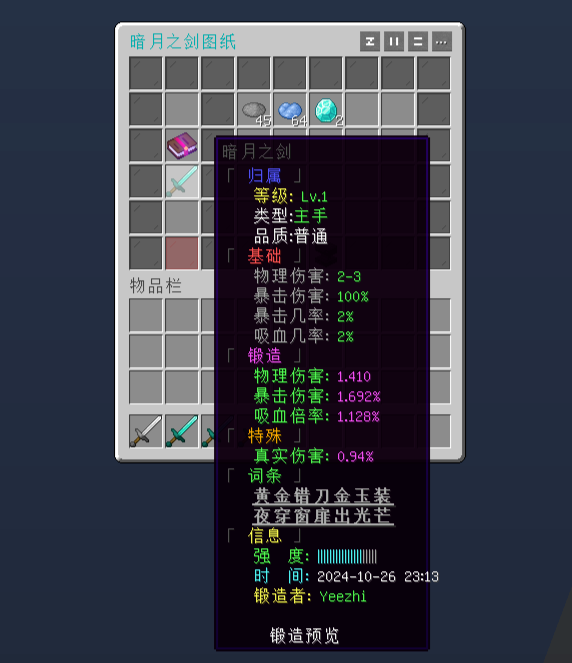 暗月之剑图纸
45 64 2
暗月之剑
「 归属 」
等级: Lv.1
类型:主手
品质:普通
「 基础 」
物理伤害: 2-3
暴击伤害: 100%
暴击几率: 2%
吸血几率: 2%
物品栏
「 锻造 」
物理伤害: 1.410
暴击伤害: 1.692%
吸血倍率: 1.128%
「 特殊 」
真实伤害: 0.94%
「 词条 」
黄金错刀金玉装
夜穿窗扉出光芒
「 信息 」
强 度: ||||||||||||||||||||
时 间: 2024-10-26 23:13
锻造者: Yeezhi
锻造预览